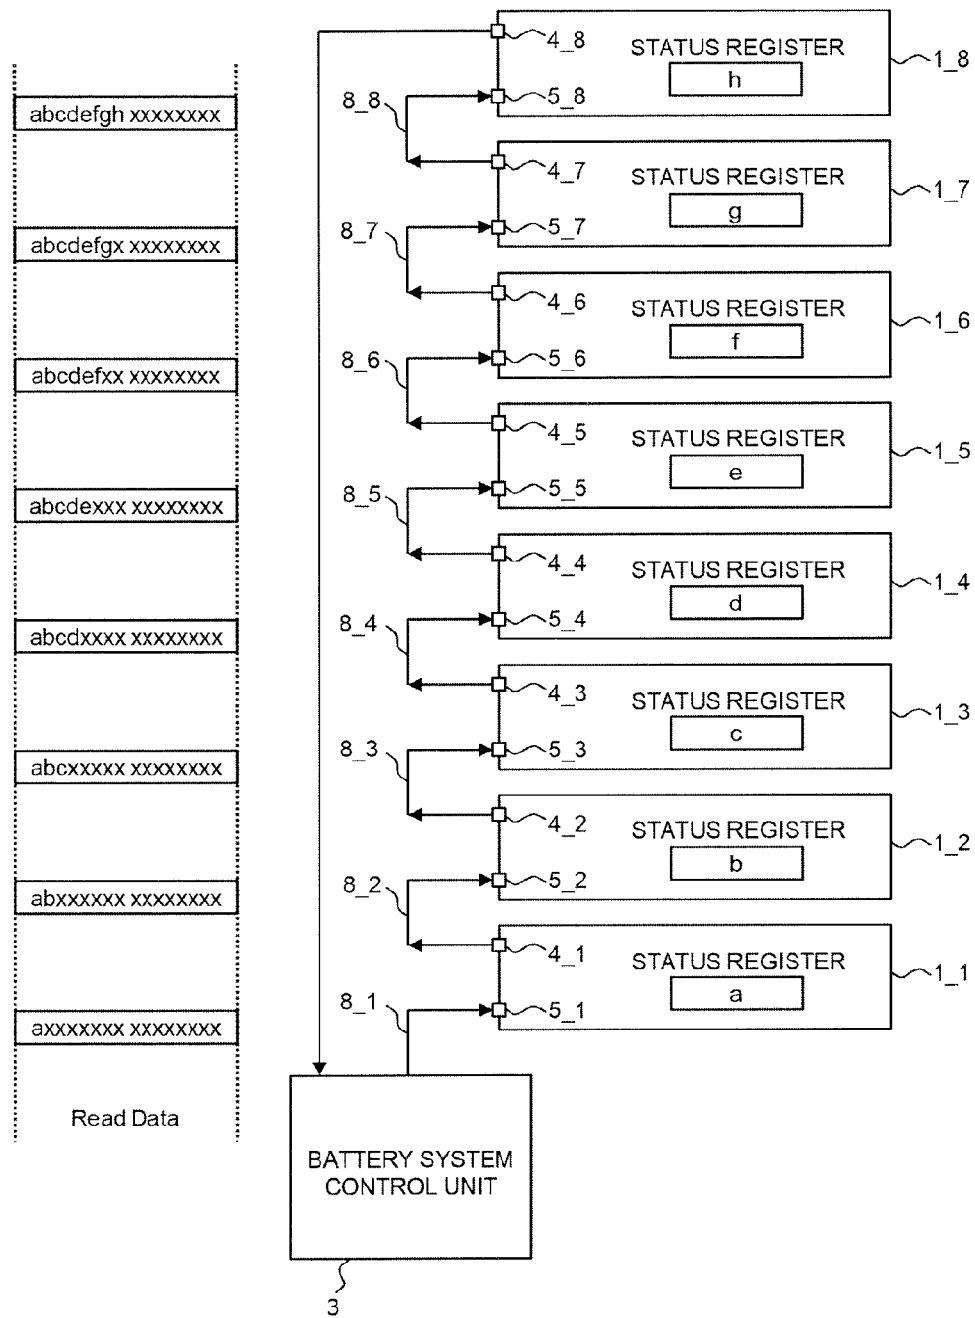 4_8
STATUS REGISTER
1_8
h
8_8
5_8
abcdefgh xxxxxxxx
4_7
STATUS REGISTER
1_7
g
8_7
5_7
abcdefgx xxxxxxxx
4_6
STATUS REGISTER
1_6
f
8_6
5_6
abcdefxx xxxxxxxx
4_5
STATUS REGISTER
1_5
e
8_5
5_5
abcdexxx xxxxxxxx
4_4
STATUS REGISTER
1_4
d
8_4
5_4
abcdxxxx xxxxxxxx
4_3
STATUS REGISTER
1_3
c
8_3
5_3
abcxxxxx xxxxxxxx
4_2
STATUS REGISTER
1_2
b
8_2
5_2
abxxxxxx xxxxxxxx
4_1
STATUS REGISTER
1_1
a
8_1
5_1
axxxxxxx xxxxxxxx
Read Data
BATTERY SYSTEM
CONTROL UNIT
3